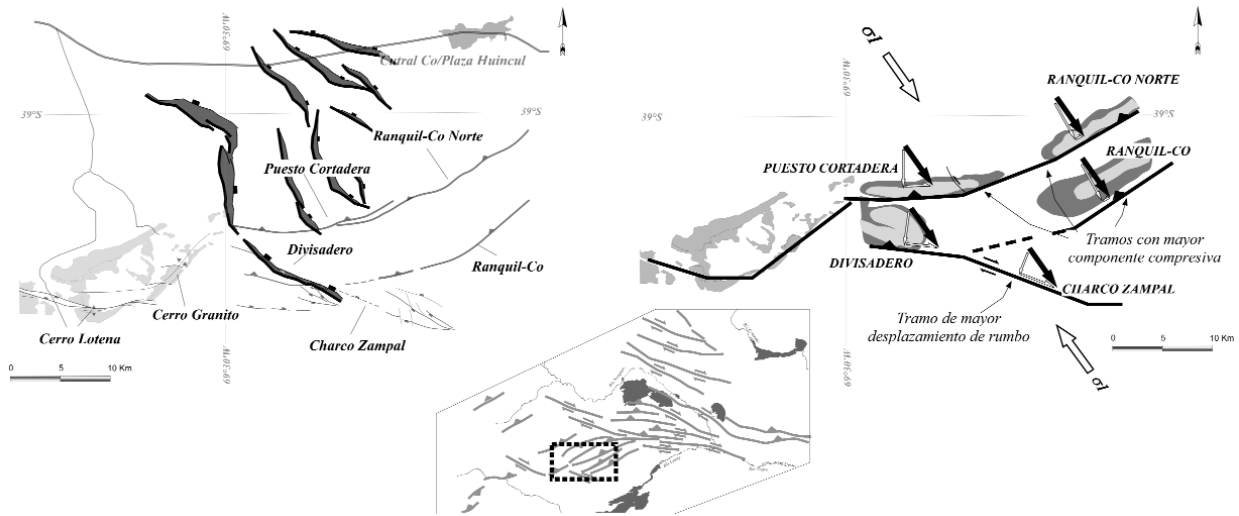 69°30'W
Cutral Co/Plaza Huincul
39°S
39°S
Ranquil-Co Norte
Puesto Cortadera
Divisadero
Ranquil-Co
Cerro Granito
Cerro Lotena
Charco Zampal
69°30'W
0 5 10 Km
σ1
69°30'W
RANQUIL-CO NORTE
39°S
39°S
RANQUIL-CO
PUESTO CORTADERA
Tramos con mayor
componente compresiva
DIVISADERO
CHARCO ZAMPAL
Tramo de mayor
desplazamiento de rumbo
69°30'W
σ1
0 5 10 Km